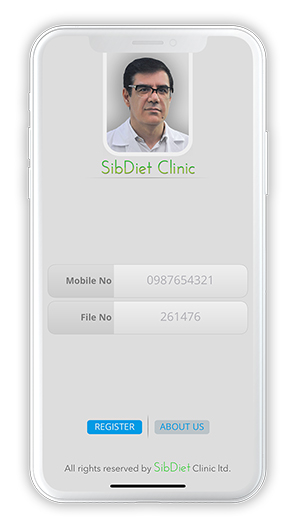 SibDiet Clinic
Mobile No 0987654321
File No 261476
REGISTER ABOUT US
All rights reserved by SibDiet Clinic ltd.